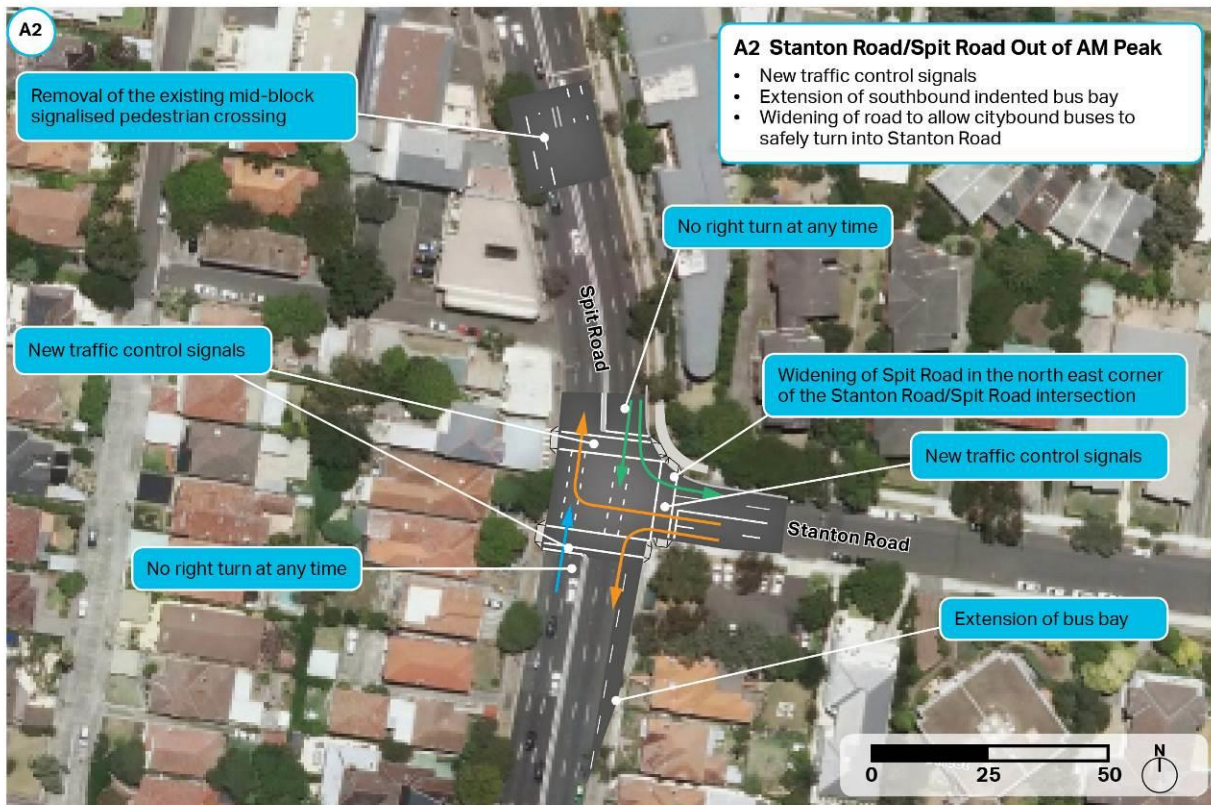 A2
A2 Stanton Road/Spit Road Out of AM Peak
• New traffic control signals
• Extension of southbound indented bus bay
• Widening of road to allow citybound buses to
safely turn into Stanton Road
Removal of the existing mid-block
signalised pedestrian crossing
No right turn at any time
Spit Road
New traffic control signals
Widening of Spit Road in the north east corner
of the Stanton Road/Spit Road intersection
New traffic control signals
Stanton Road
No right turn at any time
Extension of bus bay
0 25 50
N